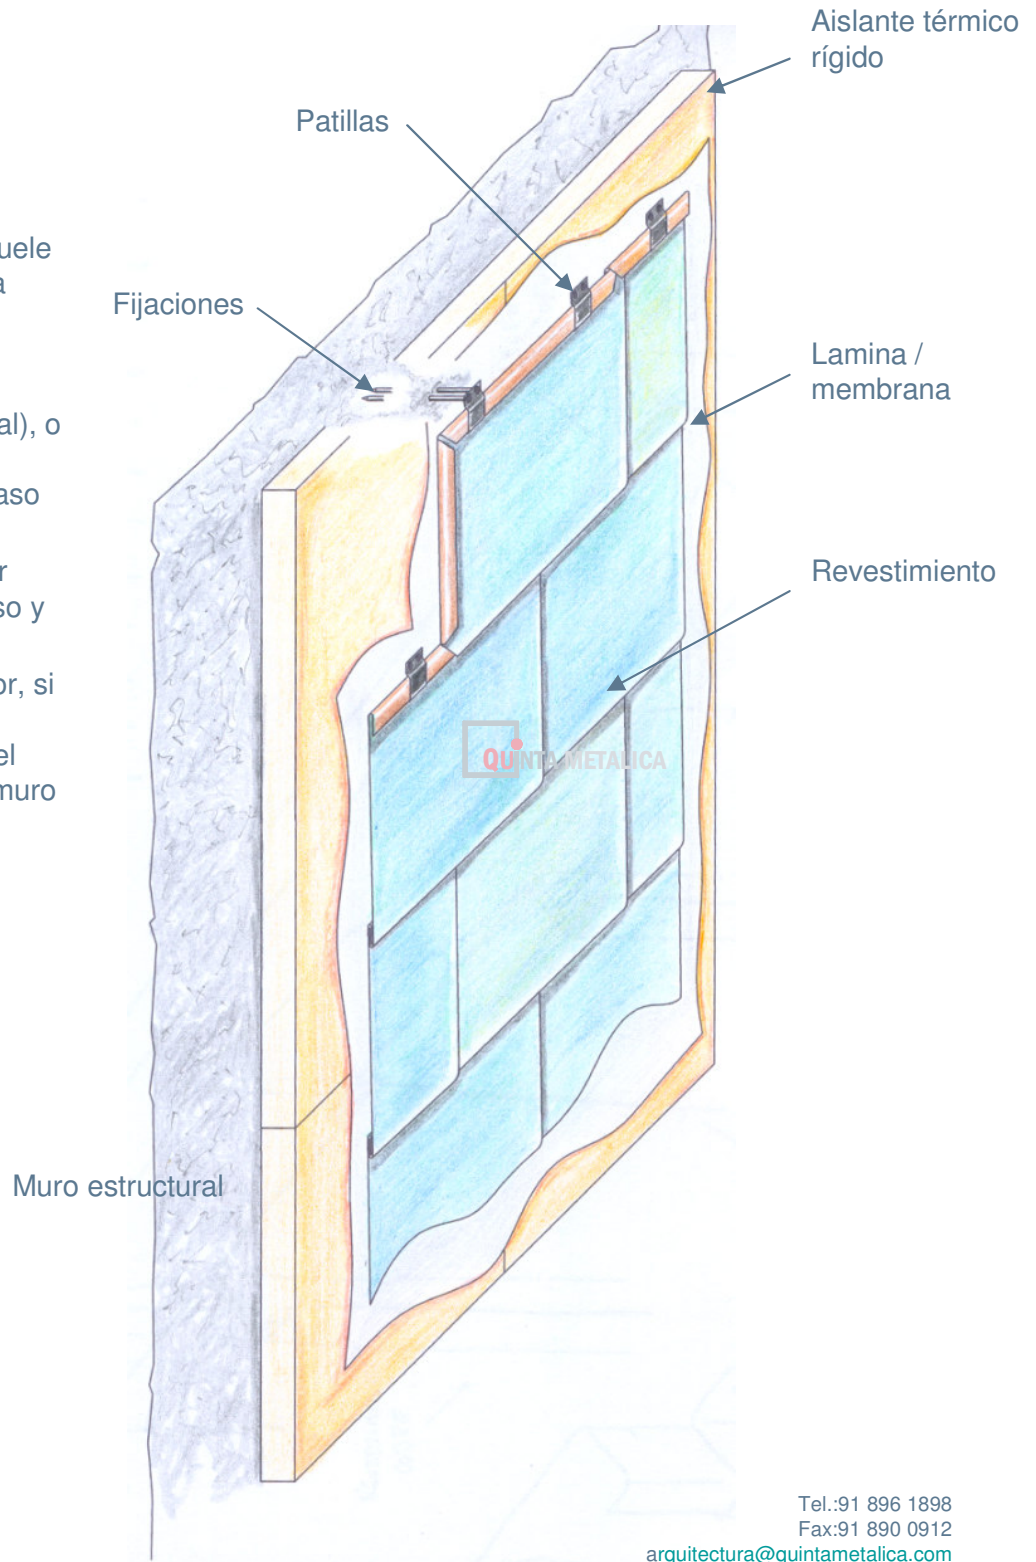 Aislante térmico
rígido
Patillas
uele
a
Fijaciones
Lamina /
membrana
al), o
aso
r
so y
or, si
el
muro
Revestimiento
QUINTA METALICA
Muro estructural
Tel.:91 896 1898
Fax:91 890 0912
arquitectura@quintametalica.com